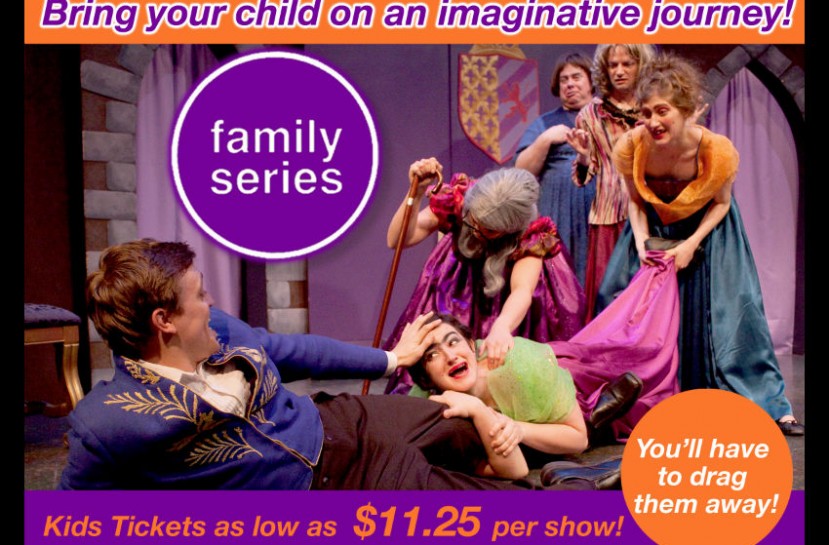 Bring your child on an imaginative journey!
family
series
You'll have
to drag
them away!
Kids Tickets as low as $11.25 per show!